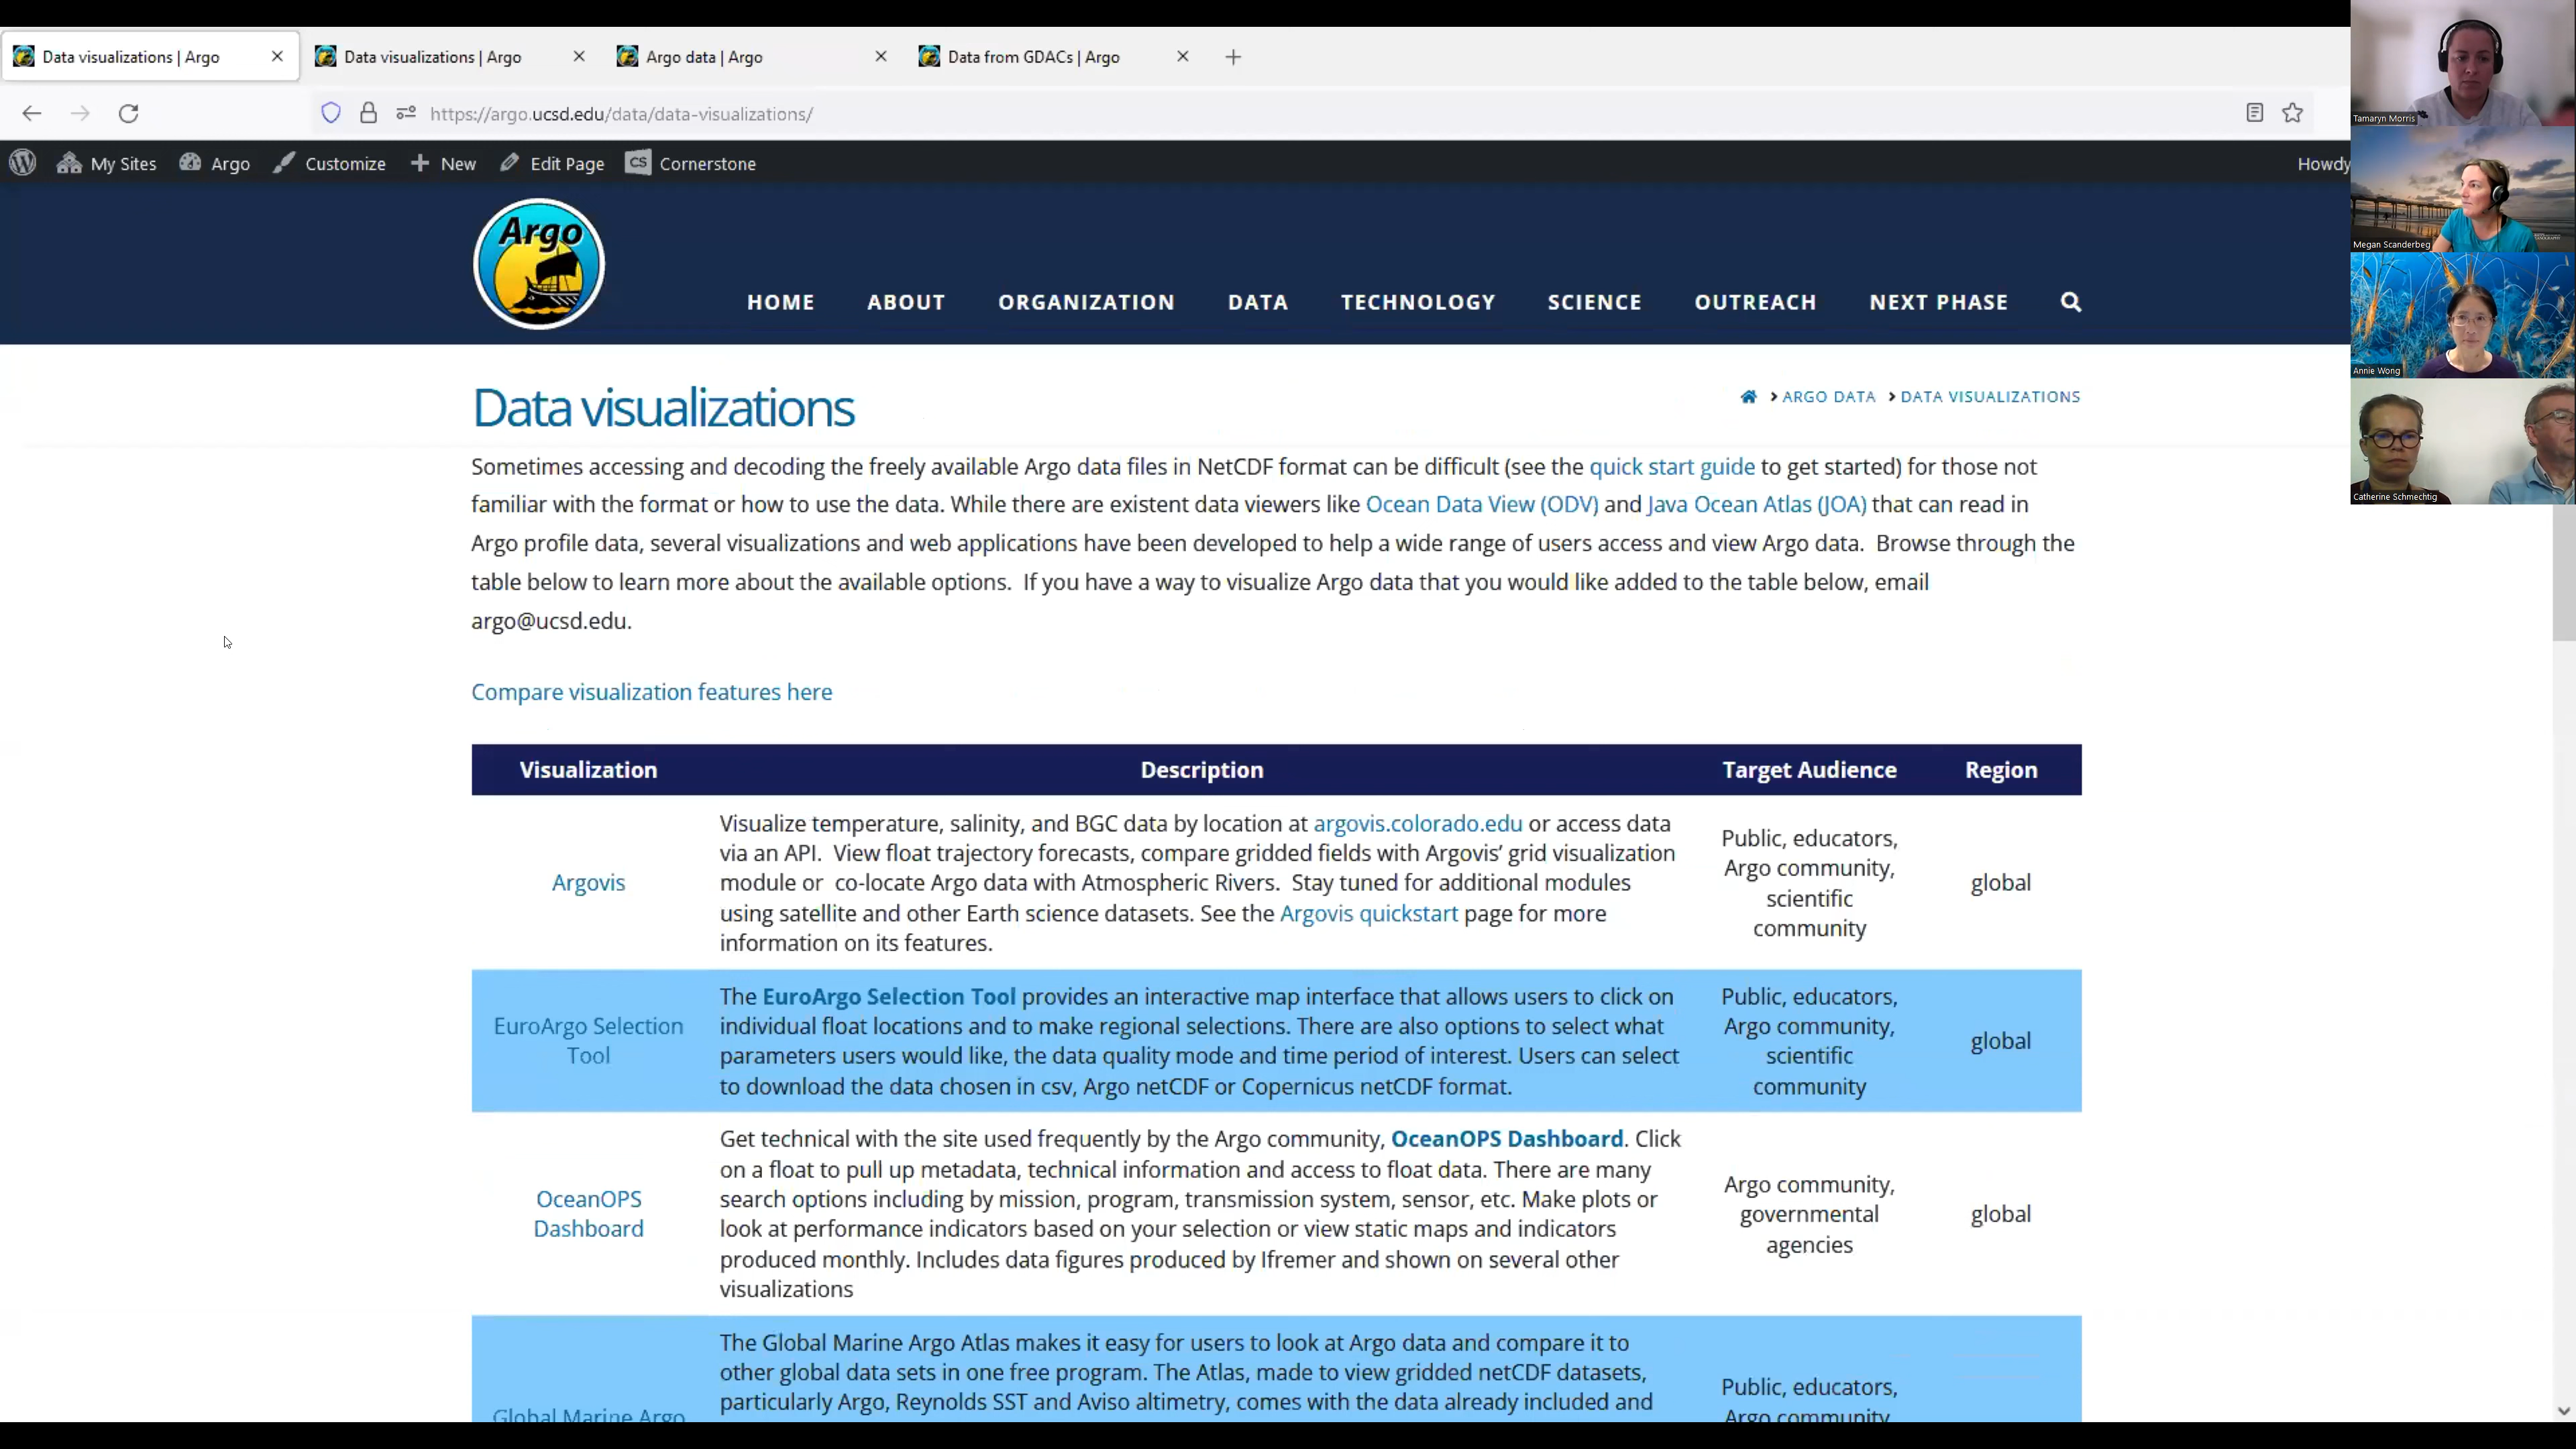 Data visualizations | Argo
Data visualizations | Argo
Argo data | Argo
Data from GDACs | Argo
https://argo.ucsd.edu/data/data-visualizations/
My Sites
Argo
Customize
New
Edit Page
CS Cornerstone
Howdy
Argo
HOME
ABOUT
ORGANIZATION
DATA
TECHNOLOGY
SCIENCE
OUTREACH
NEXT PHASE
Tamaryn Morris
Megan Scanderbeg
Annie Wong
Catherine Schmechtig
Data visualizations
ARGO DATA
DATA VISUALIZATIONS
Sometimes accessing and decoding the freely available Argo data files in NetCDF format can be difficult (see the quick start guide to get started) for those not
familiar with the format or how to use the data. While there are existent data viewers like Ocean Data View (ODV) and Java Ocean Atlas (JOA) that can read in
Argo profile data, several visualizations and web applications have been developed to help a wide range of users access and view Argo data. Browse through the
table below to learn more about the available options. If you have a way to visualize Argo data that you would like added to the table below, email
argo@ucsd.edu.
Compare visualization features here
Visualization
Description
Target Audience
Region
Argovis
Visualize temperature, salinity, and BGC data by location at argovis.colorado.edu or access data
via an API. View float trajectory forecasts, compare gridded fields with Argovis' grid visualization
module or co-locate Argo data with Atmospheric Rivers. Stay tuned for additional modules
using satellite and other Earth science datasets. See the Argovis quickstart page for more
information on its features.
Public, educators,
Argo community,
scientific
community
global
EuroArgo Selection
Tool
The EuroArgo Selection Tool provides an interactive map interface that allows users to click on
individual float locations and to make regional selections. There are also options to select what
parameters users would like, the data quality mode and time period of interest. Users can select
to download the data chosen in csv, Argo netCDF or Copernicus netCDF format.
Public, educators,
Argo community,
scientific
community
global
OceanOPS
Dashboard
Get technical with the site used frequently by the Argo community, OceanOPS Dashboard. Click
on a float to pull up metadata, technical information and access to float data. There are many
search options including by mission, program, transmission system, sensor, etc. Make plots or
look at performance indicators based on your selection or view static maps and indicators
produced monthly. Includes data figures produced by Ifremer and shown on several other
visualizations
Argo community,
governmental
agencies
global
Global Marine Argo
The Global Marine Argo Atlas makes it easy for users to look at Argo data and compare it to
other global data sets in one free program. The Atlas, made to view gridded netCDF datasets,
particularly Argo, Reynolds SST and Aviso altimetry, comes with the data already included and
Public, educators,
Argo community,